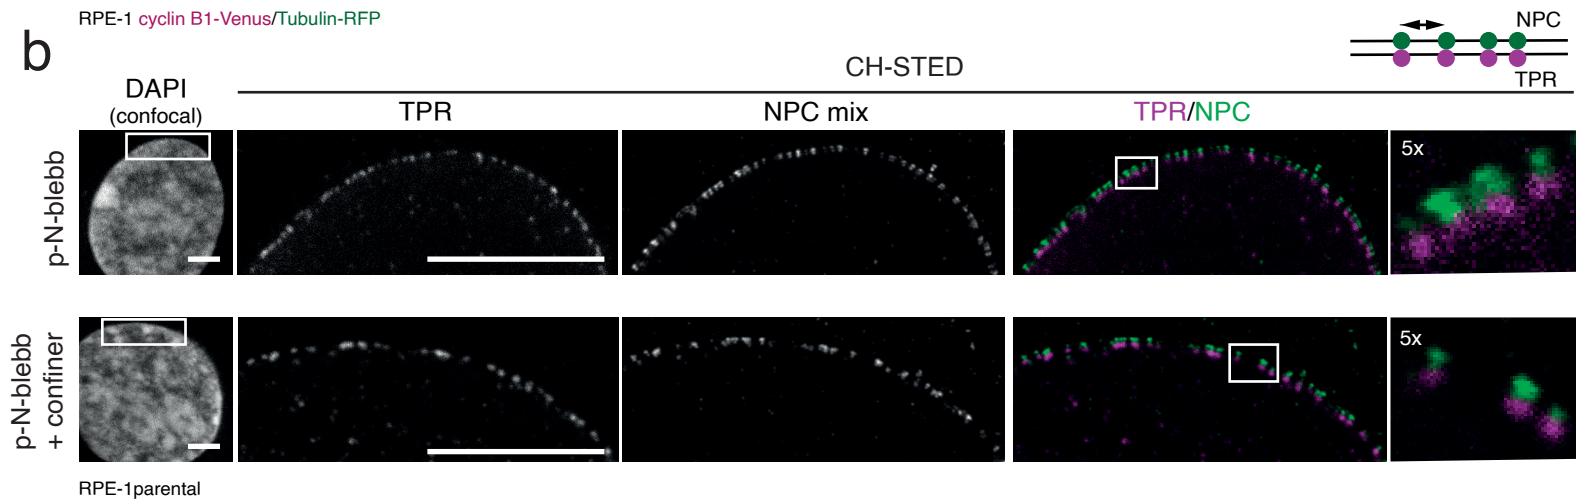 RPE-1 cyclin B1-Venus/Tubulin-RFP
b
NPC
TPR
CH-STED
DAPI
(confocal)
TPR
NPC mix
TPR/NPC
p-N-blebb
5x
p-N-blebb
+ confiner
5x
RPE-1parental